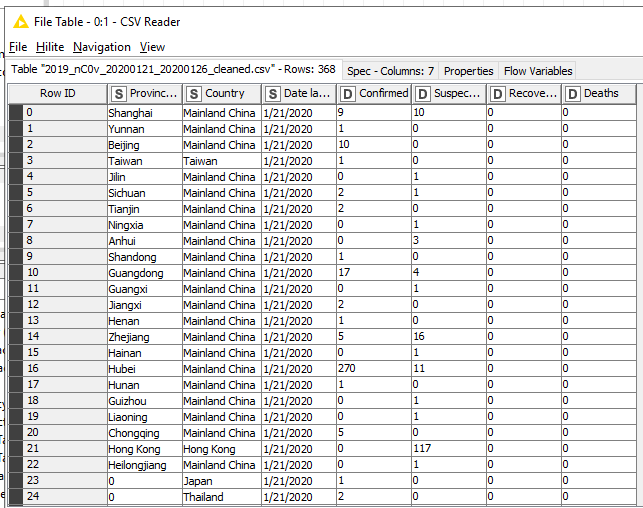 File Table - 0:1 - CSV Reader
File Hilite Navigation View
Table "2019_nC0v_20200121_20200126_cleaned.csv" - Rows: 368 Spec - Columns: 7 Properties Flow Variables
Row ID S Provinc... S Country S Date la... D Confirmed D Suspec... D Recove... D Deaths
0 Shanghai Mainland China 1/21/2020 9 10 0 0
1 Yunnan Mainland China 1/21/2020 1 0 0 0
2 Beijing Mainland China 1/21/2020 10 0 0 0
3 Taiwan Taiwan 1/21/2020 1 0 0 0
4 Jilin Mainland China 1/21/2020 0 1 0 0
5 Sichuan Mainland China 1/21/2020 2 1 0 0
6 Tianjin Mainland China 1/21/2020 2 0 0 0
7 Ningxia Mainland China 1/21/2020 0 1 0 0
8 Anhui Mainland China 1/21/2020 0 3 0 0
9 Shandong Mainland China 1/21/2020 1 0 0 0
10 Guangdong Mainland China 1/21/2020 17 4 0 0
11 Guangxi Mainland China 1/21/2020 0 1 0 0
12 Jiangxi Mainland China 1/21/2020 2 0 0 0
13 Henan Mainland China 1/21/2020 1 0 0 0
14 Zhejiang Mainland China 1/21/2020 5 16 0 0
15 Hainan Mainland China 1/21/2020 0 1 0 0
16 Hubei Mainland China 1/21/2020 270 11 0 0
17 Hunan Mainland China 1/21/2020 1 0 0 0
18 Guizhou Mainland China 1/21/2020 0 1 0 0
19 Liaoning Mainland China 1/21/2020 0 1 0 0
20 Chongqing Mainland China 1/21/2020 5 0 0 0
21 Hong Kong Hong Kong 1/21/2020 0 117 0 0
22 Heilongjiang Mainland China 1/21/2020 0 1 0 0
23 0 Japan 1/21/2020 1 0 0 0
24 0 Thailand 1/21/2020 2 0 0 0